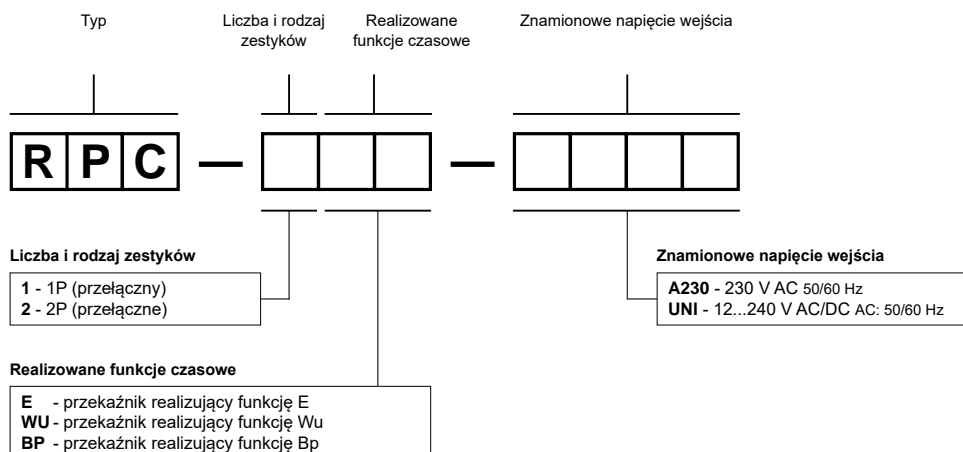 Typ
Liczba i rodzaj
zestyków
Realizowane
funkcje czasowe
Znamionowe napięcie wejścia
R P C — —
Liczba i rodzaj zestyków
1 - 1P (przełączny)
2 - 2P (przełączne)
Znamionowe napięcie wejścia
A230 - 230 V AC 50/60 Hz
UNI - 12...240 V AC/DC AC: 50/60 Hz
Realizowane funkcje czasowe
E - przekaźnik realizujący funkcję E
WU - przekaźnik realizujący funkcję Wu
BP - przekaźnik realizujący funkcję Bp